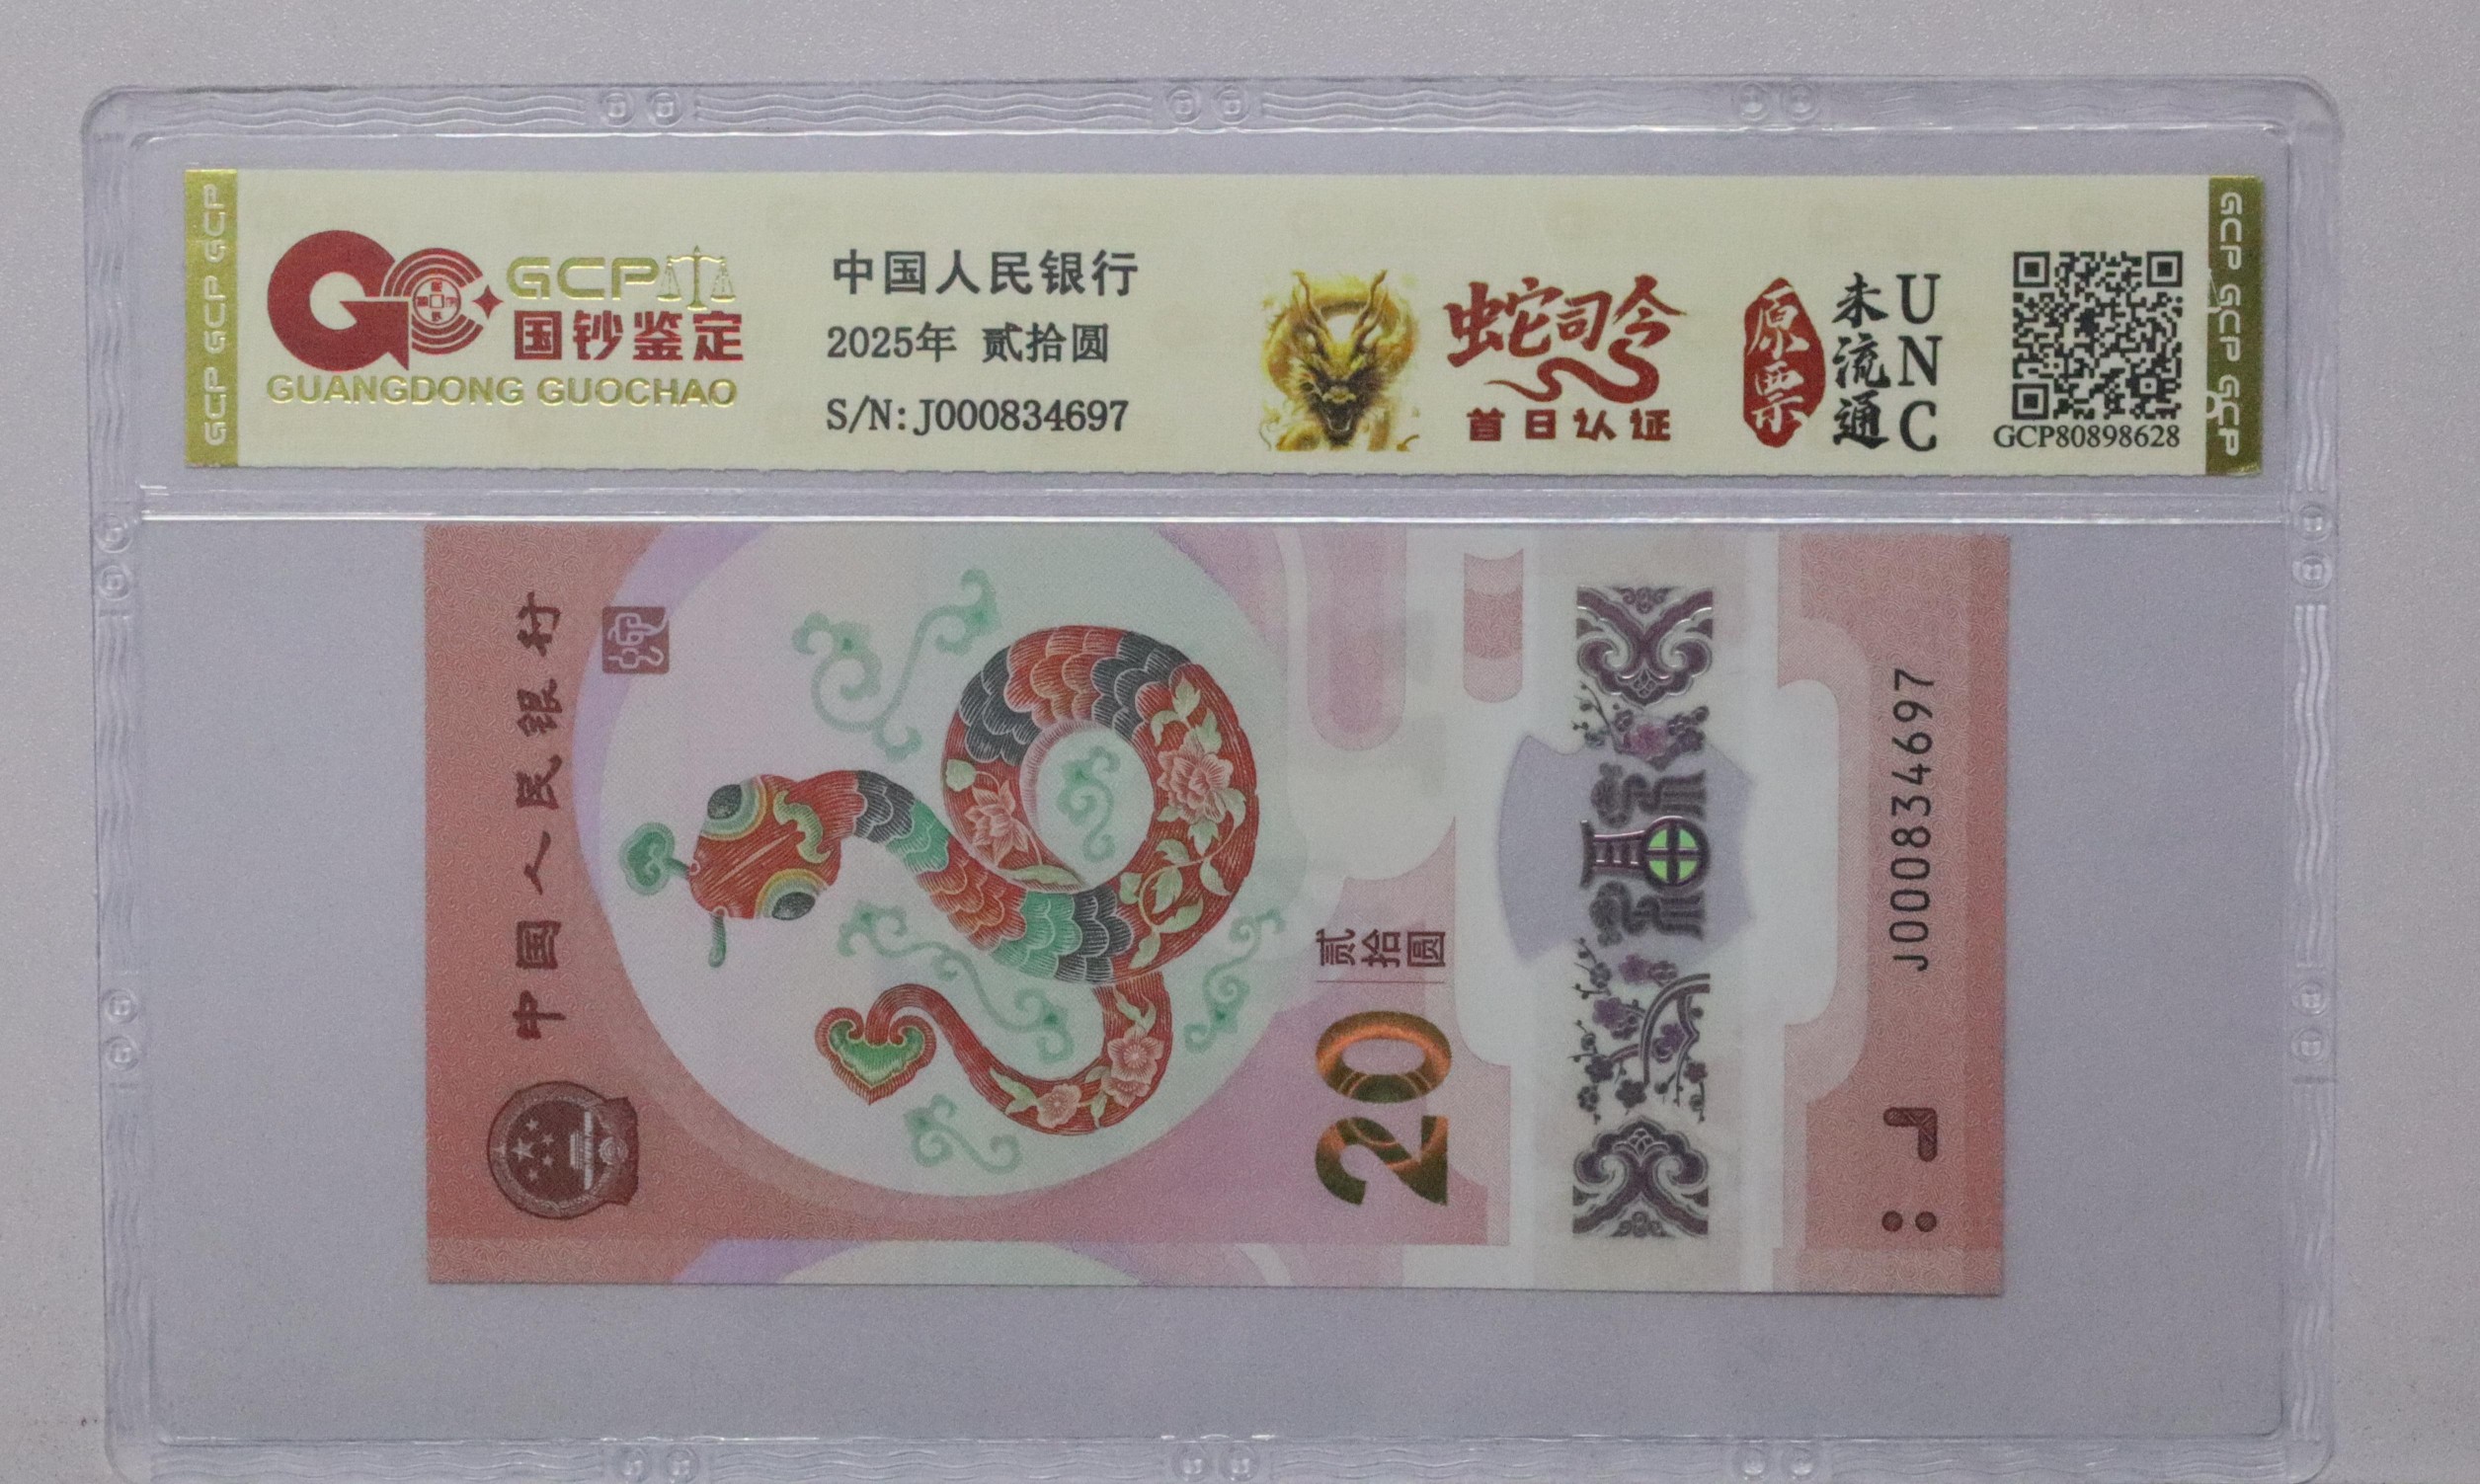 GCP GCP GCP
GCP
国钞鉴定
GUANGDONG GUOCHAO
中国人民银行
2025年 贰拾圆
S/N:J000834697
蛇司令
首日认证
原票
未流通
UNC
GCP80898628
GCP GCP GCP
中国人民银行
贰拾圆
20
福
J000834697